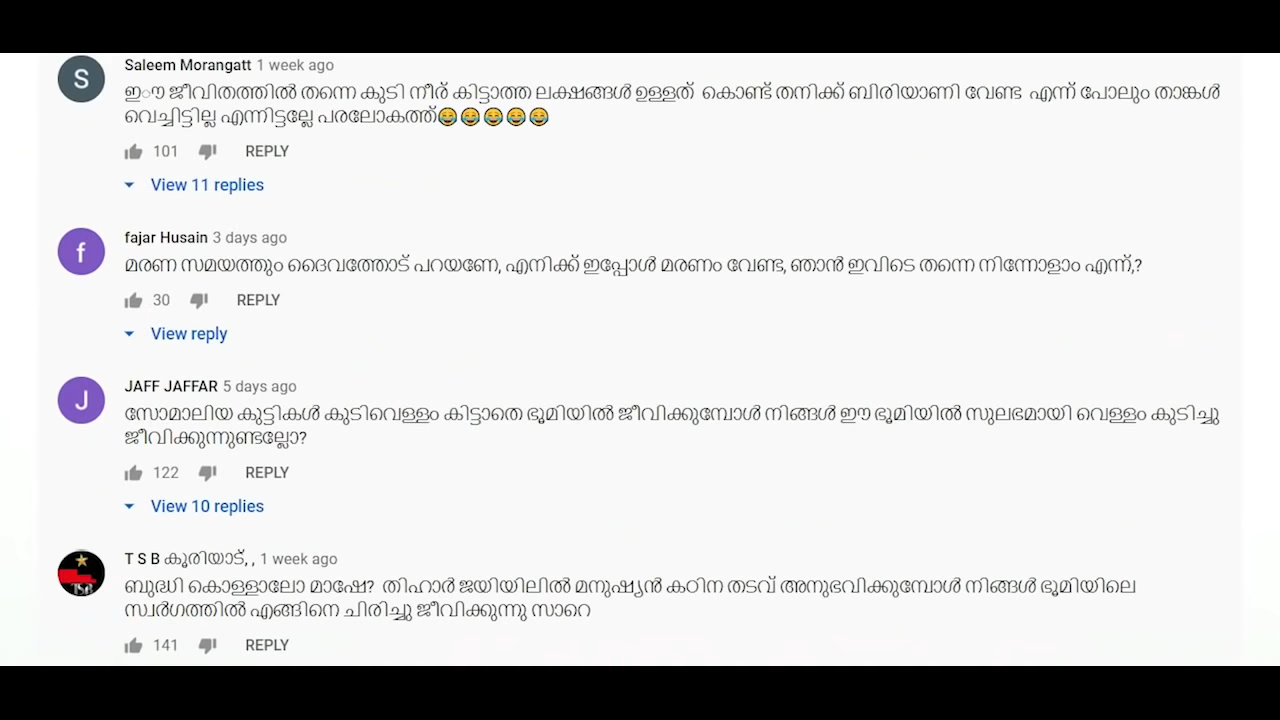 S
Saleem Morangatt 1 week ago
ഇൗ ജീവിതത്തിൽ തന്നെ കുടി നീര് കിട്ടാത്ത ലക്ഷങ്ങൾ ഉള്ളത് കൊണ്ട് തനിക്ക് ബിരിയാണി വേണ്ട എന്ന് പോലും താങ്കൾ
വെച്ചിട്ടില്ല എന്നിട്ടല്ലേ പരലോകത്ത്😂😂😂😂😂
101 REPLY
View 11 replies
f
fajar Husain 3 days ago
മരണ സമയത്തും ദൈവത്തോട് പറയണേ, എനിക്ക് ഇപ്പോൾ മരണം വേണ്ട, ഞാൻ ഇവിടെ തന്നെ നിന്നോളാം എന്ന്,?
30 REPLY
View reply
J
JAFF JAFFAR 5 days ago
സോമാലിയ കുട്ടികൾ കുടിവെള്ളം കിട്ടാതെ ഭൂമിയിൽ ജീവിക്കുമ്പോൾ നിങ്ങൾ ഈ ഭൂമിയിൽ സുലഭമായി വെള്ളം കുടിച്ചു
ജീവിക്കുന്നുണ്ടല്ലോ?
122 REPLY
View 10 replies
T S B കൂരിയാട്, , 1 week ago
ബുദ്ധി കൊള്ളാലോ മാഷേ? തിഹാർ ജയിയിലിൽ മനുഷ്യൻ കഠിന തടവ് അനുഭവിക്കുമ്പോൾ നിങ്ങൾ ഭൂമിയിലെ
സ്വർഗത്തിൽ എങ്ങിനെ ചിരിച്ചു ജീവിക്കുന്നു സാറെ
141 REPLY